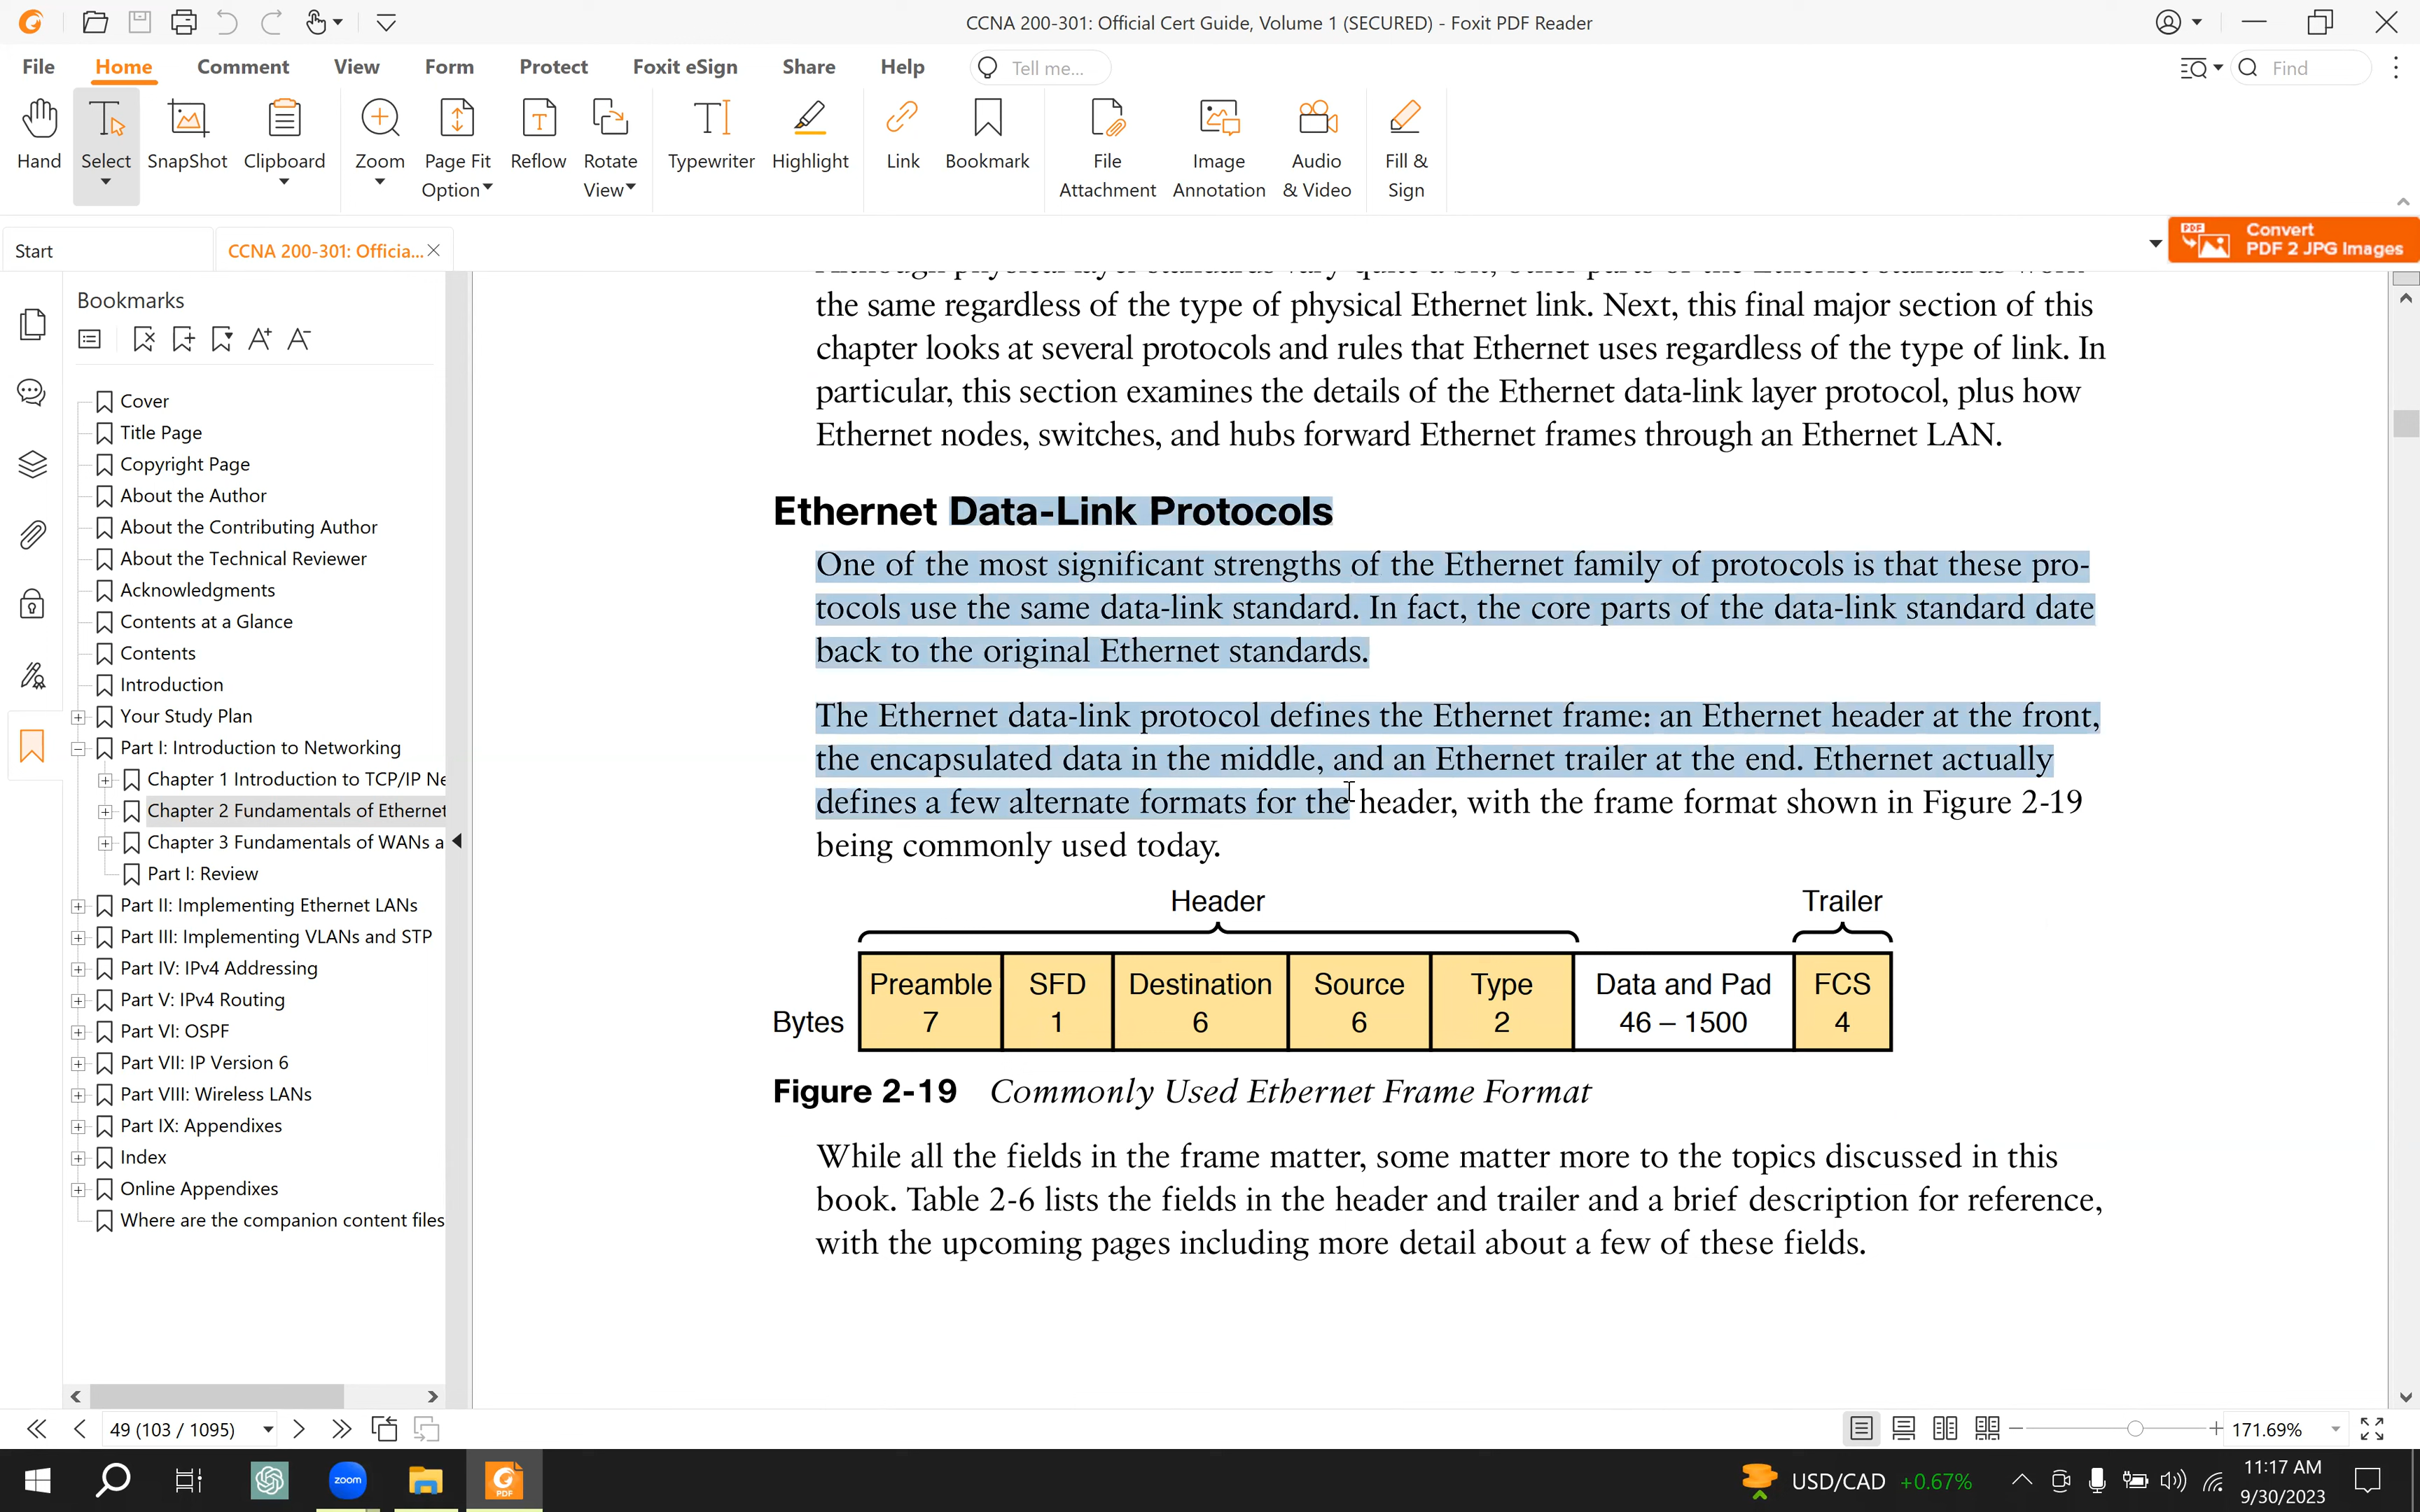 CCNA 200-301: Official Cert Guide, Volume 1 (SECURED) - Foxit PDF Reader
File Home Comment View Form Protect Foxit eSign Share Help Tell me... Find
Hand Select SnapShot Clipboard Zoom Page Fit Option Reflow Rotate View Typewriter Highlight Link Bookmark File Attachment Image Annotation Audio & Video Fill & Sign
Start
CCNA 200-301: Officia...
PDF
Convert
PDF 2 JPG Images
Bookmarks
Cover
Title Page
Copyright Page
About the Author
About the Contributing Author
About the Technical Reviewer
Acknowledgments
Contents at a Glance
Contents
Introduction
Your Study Plan
Part I: Introduction to Networking
Chapter 1 Introduction to TCP/IP Ne
Chapter 2 Fundamentals of Ethernet
Chapter 3 Fundamentals of WANs a
Part I: Review
Part II: Implementing Ethernet LANs
Part III: Implementing VLANs and STP
Part IV: IPv4 Addressing
Part V: IPv4 Routing
Part VI: OSPF
Part VII: IP Version 6
Part VIII: Wireless LANs
Part IX: Appendixes
Index
Online Appendixes
Where are the companion content files
the same regardless of the type of physical Ethernet link. Next, this final major section of this
chapter looks at several protocols and rules that Ethernet uses regardless of the type of link. In
particular, this section examines the details of the Ethernet data-link layer protocol, plus how
Ethernet nodes, switches, and hubs forward Ethernet frames through an Ethernet LAN.
Ethernet Data-Link Protocols
One of the most significant strengths of the Ethernet family of protocols is that these pro-
tocols use the same data-link standard. In fact, the core parts of the data-link standard date
back to the original Ethernet standards.
The Ethernet data-link protocol defines the Ethernet frame: an Ethernet header at the front,
the encapsulated data in the middle, and an Ethernet trailer at the end. Ethernet actually
defines a few alternate formats for the header, with the frame format shown in Figure 2-19
being commonly used today.
Header Trailer
Preamble SFD Destination Source Type Data and Pad FCS
Bytes 7 1 6 6 2 46 – 1500 4
Figure 2-19 Commonly Used Ethernet Frame Format
While all the fields in the frame matter, some matter more to the topics discussed in this
book. Table 2-6 lists the fields in the header and trailer and a brief description for reference,
with the upcoming pages including more detail about a few of these fields.
49 (103 / 1095)
171.69%
zoom
PDF
USD/CAD +0.67%
11:17 AM
9/30/2023